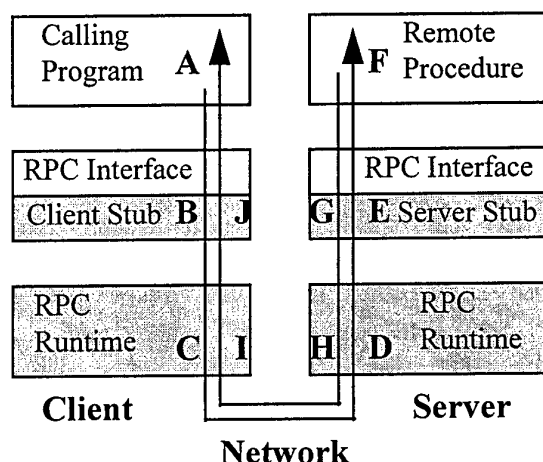 Calling
Program A
Remote
F Procedure
RPC Interface
Client Stub B J
RPC Interface
G E Server Stub
RPC
Runtime C I
RPC
H D Runtime
Client
Server
Network